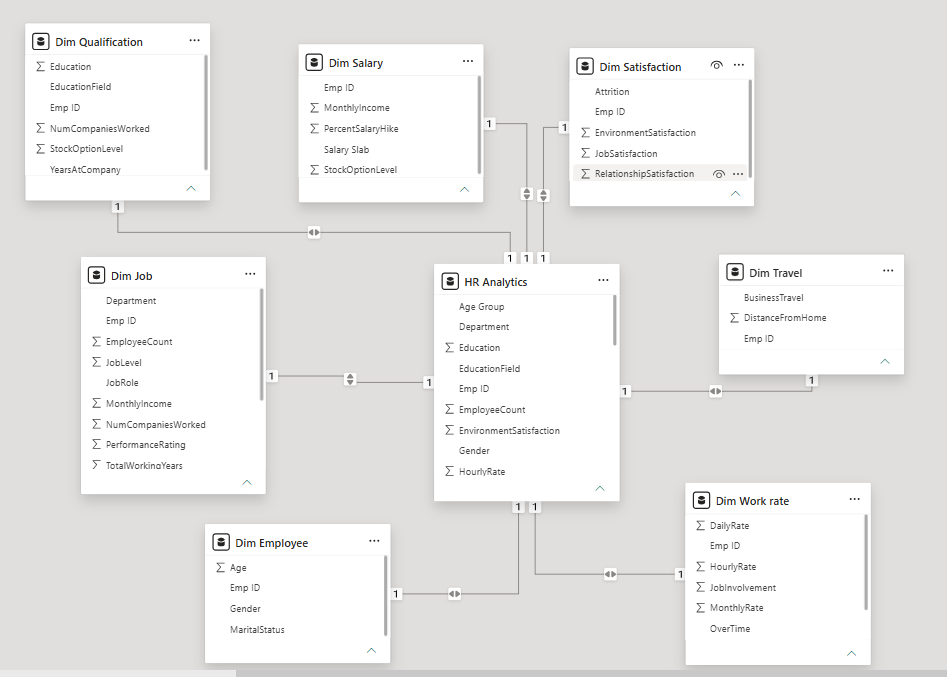 Dim Qualification
Education
EducationField
Emp ID
NumCompaniesWorked
StockOptionLevel
YearsAtCompany
Dim Salary
Emp ID
MonthlyIncome
PercentSalaryHike
Salary Slab
StockOptionLevel
Dim Satisfaction
Attrition
Emp ID
EnvironmentSatisfaction
JobSatisfaction
RelationshipSatisfaction
1
1
1
1 1 1
Dim Job
Department
Emp ID
EmployeeCount
JobLevel
JobRole
MonthlyIncome
NumCompaniesWorked
PerformanceRating
TotalWorkingYears
1
1
HR Analytics
Age Group
Department
Education
EducationField
Emp ID
EmployeeCount
EnvironmentSatisfaction
Gender
HourlyRate
1
1
Dim Travel
BusinessTravel
DistanceFromHome
Emp ID
1 1
Dim Employee
Age
Emp ID
Gender
MaritalStatus
1
1
Dim Work rate
DailyRate
Emp ID
HourlyRate
JobInvolvement
MonthlyRate
OverTime